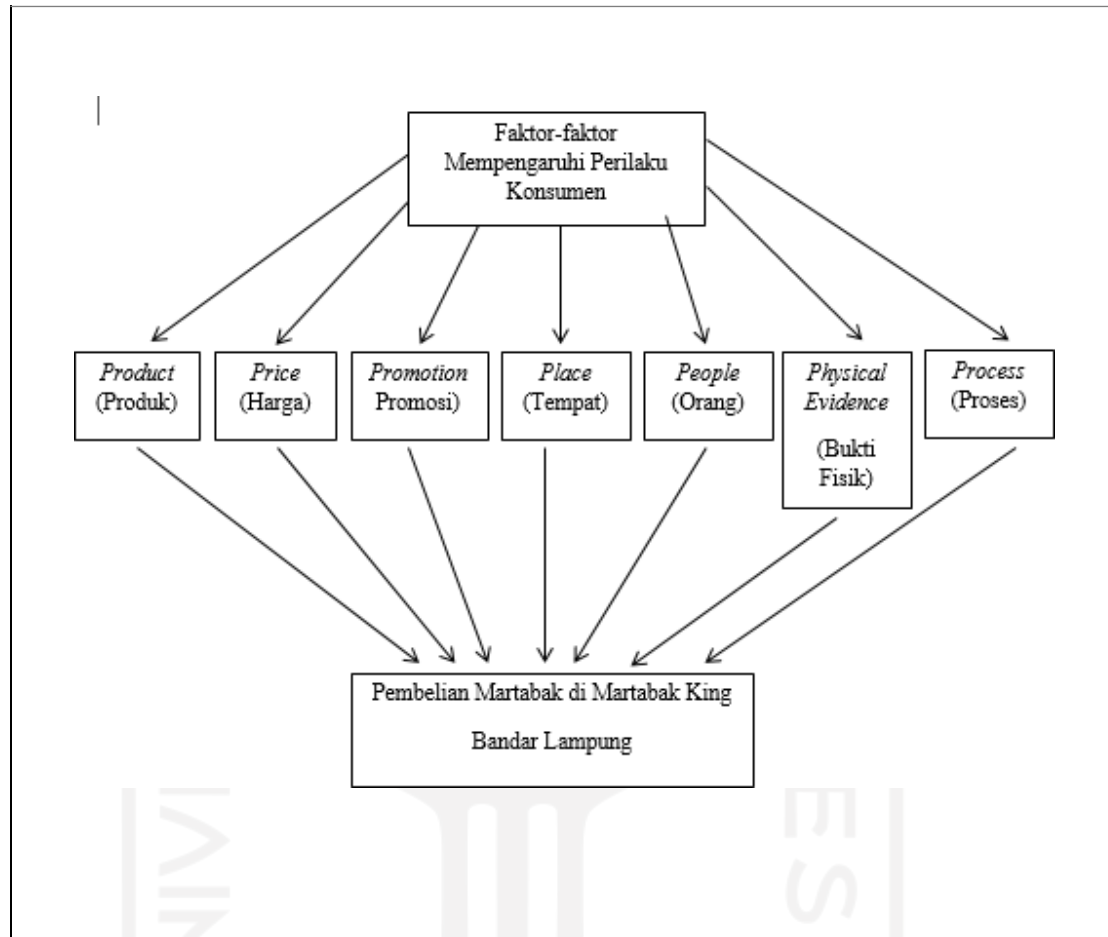 Faktor-faktor
Mempengaruhi Perilaku
Konsumen
Product
(Produk)
Price
(Harga)
Promotion
Promosi)
Place
(Tempat)
People
(Orang)
Physical
Evidence
(Bukti
Fisik)
Process
(Proses)
Pembelian Martabak di Martabak King
Bandar Lampung